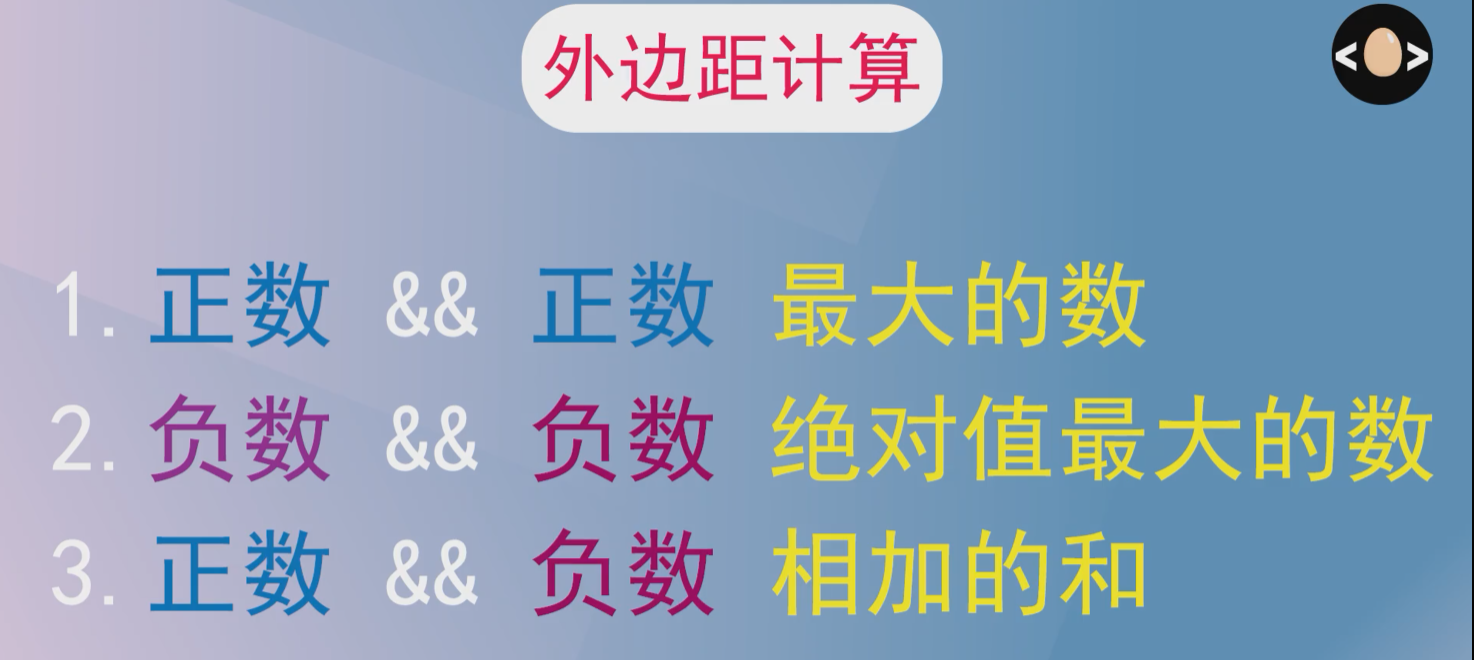 外边距计算
1. 正数 && 正数 最大的数
2. 负数 && 负数 绝对值最大的数
3. 正数 && 负数 相加的和